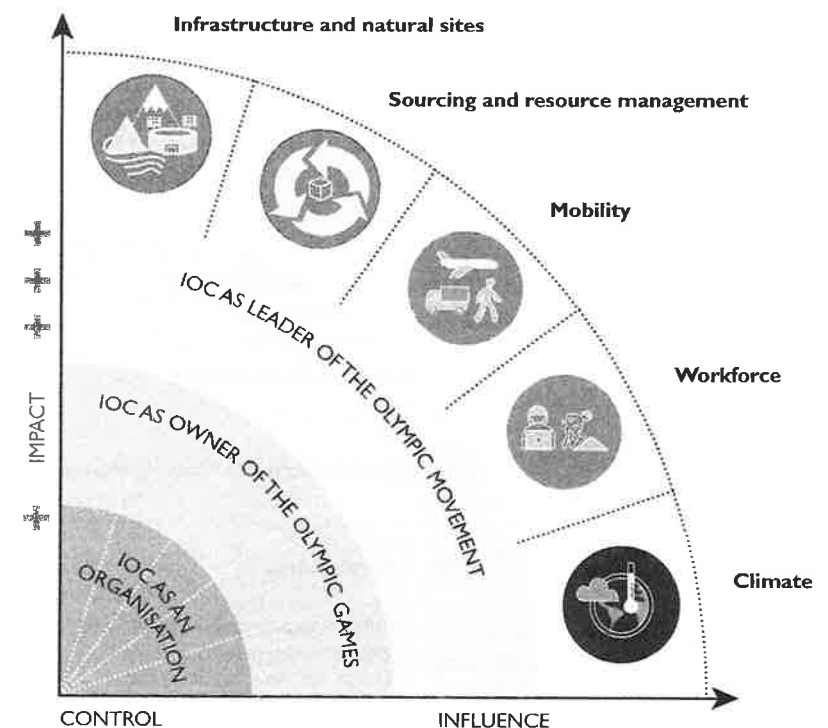 Infrastructure and natural sites
Sourcing and resource management
Mobility
Workforce
Climate
IOC AS LEADER OF THE OLYMPIC MOVEMENT
IOC AS OWNER OF THE OLYMPIC GAMES
IOC AS AN
ORGANISATION
IMPACT
CONTROL
INFLUENCE